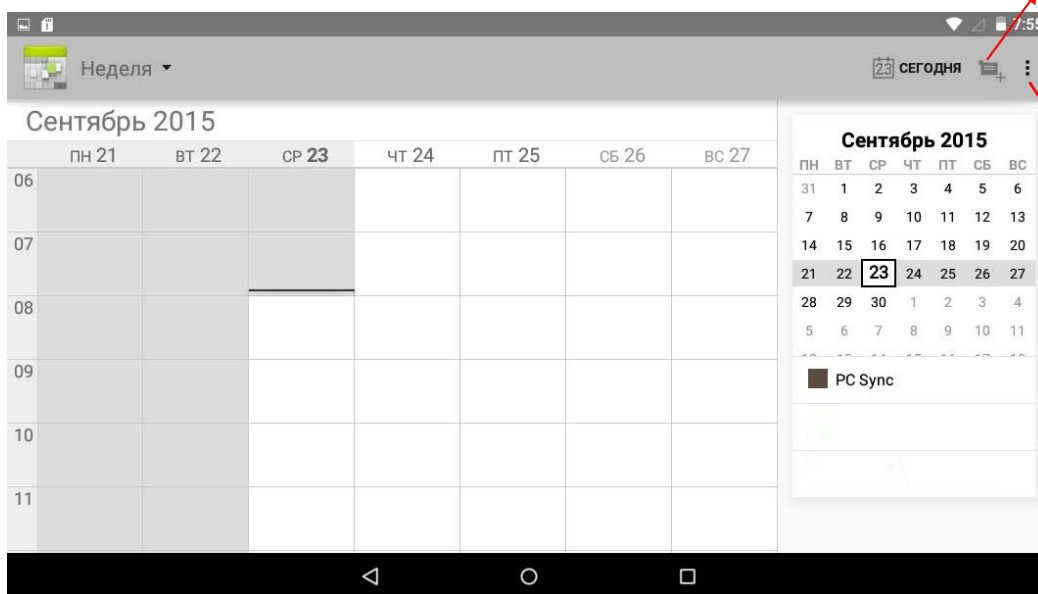 7:55
Неделя
23 СЕГОДНЯ
Сентябрь 2015
ПН 21 ВТ 22 СР 23 ЧТ 24 ПТ 25 СБ 26 ВС 27
06
07
08
09
10
11
Сентябрь 2015
ПН ВТ СР ЧТ ПТ СБ ВС
31 1 2 3 4 5 6
7 8 9 10 11 12 13
14 15 16 17 18 19 20
21 22 23 24 25 26 27
28 29 30 1 2 3 4
5 6 7 8 9 10 11
PC Sync